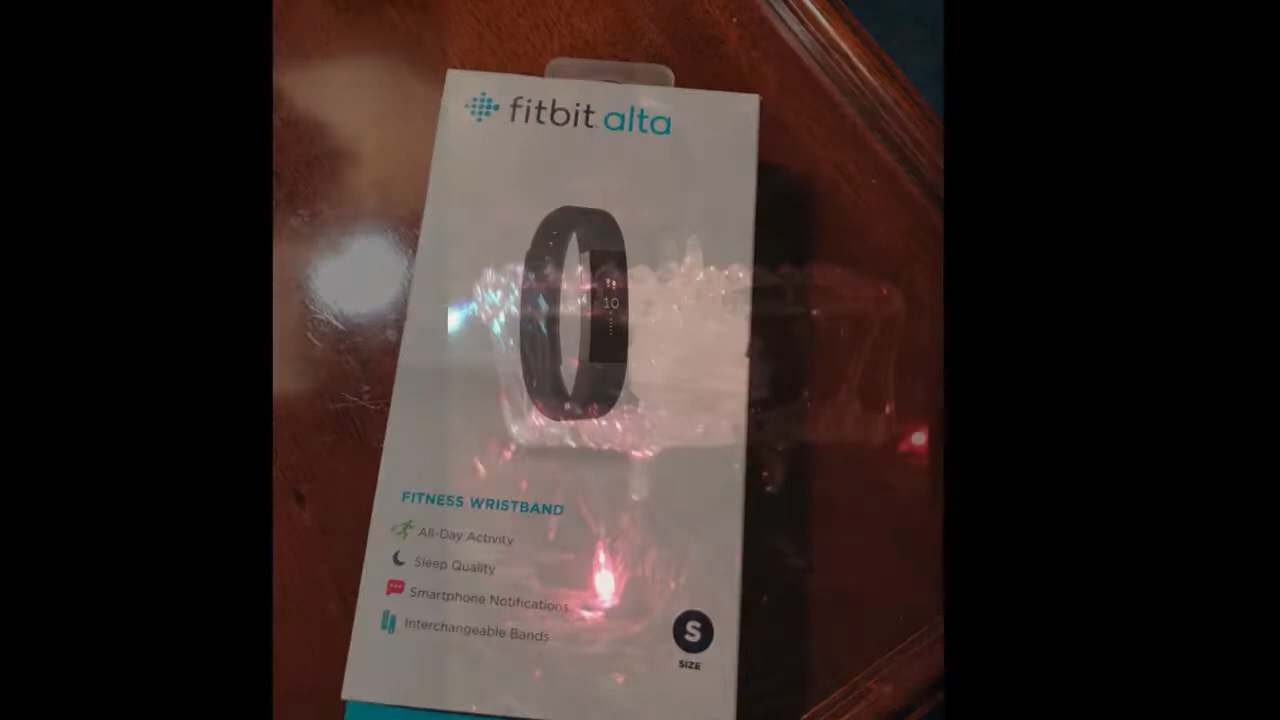 fitbit alta
10
FITNESS WRISTBAND
All-Day Activity
Sleep Quality
Smartphone Notifications
Interchangeable Bands
S
SIZE